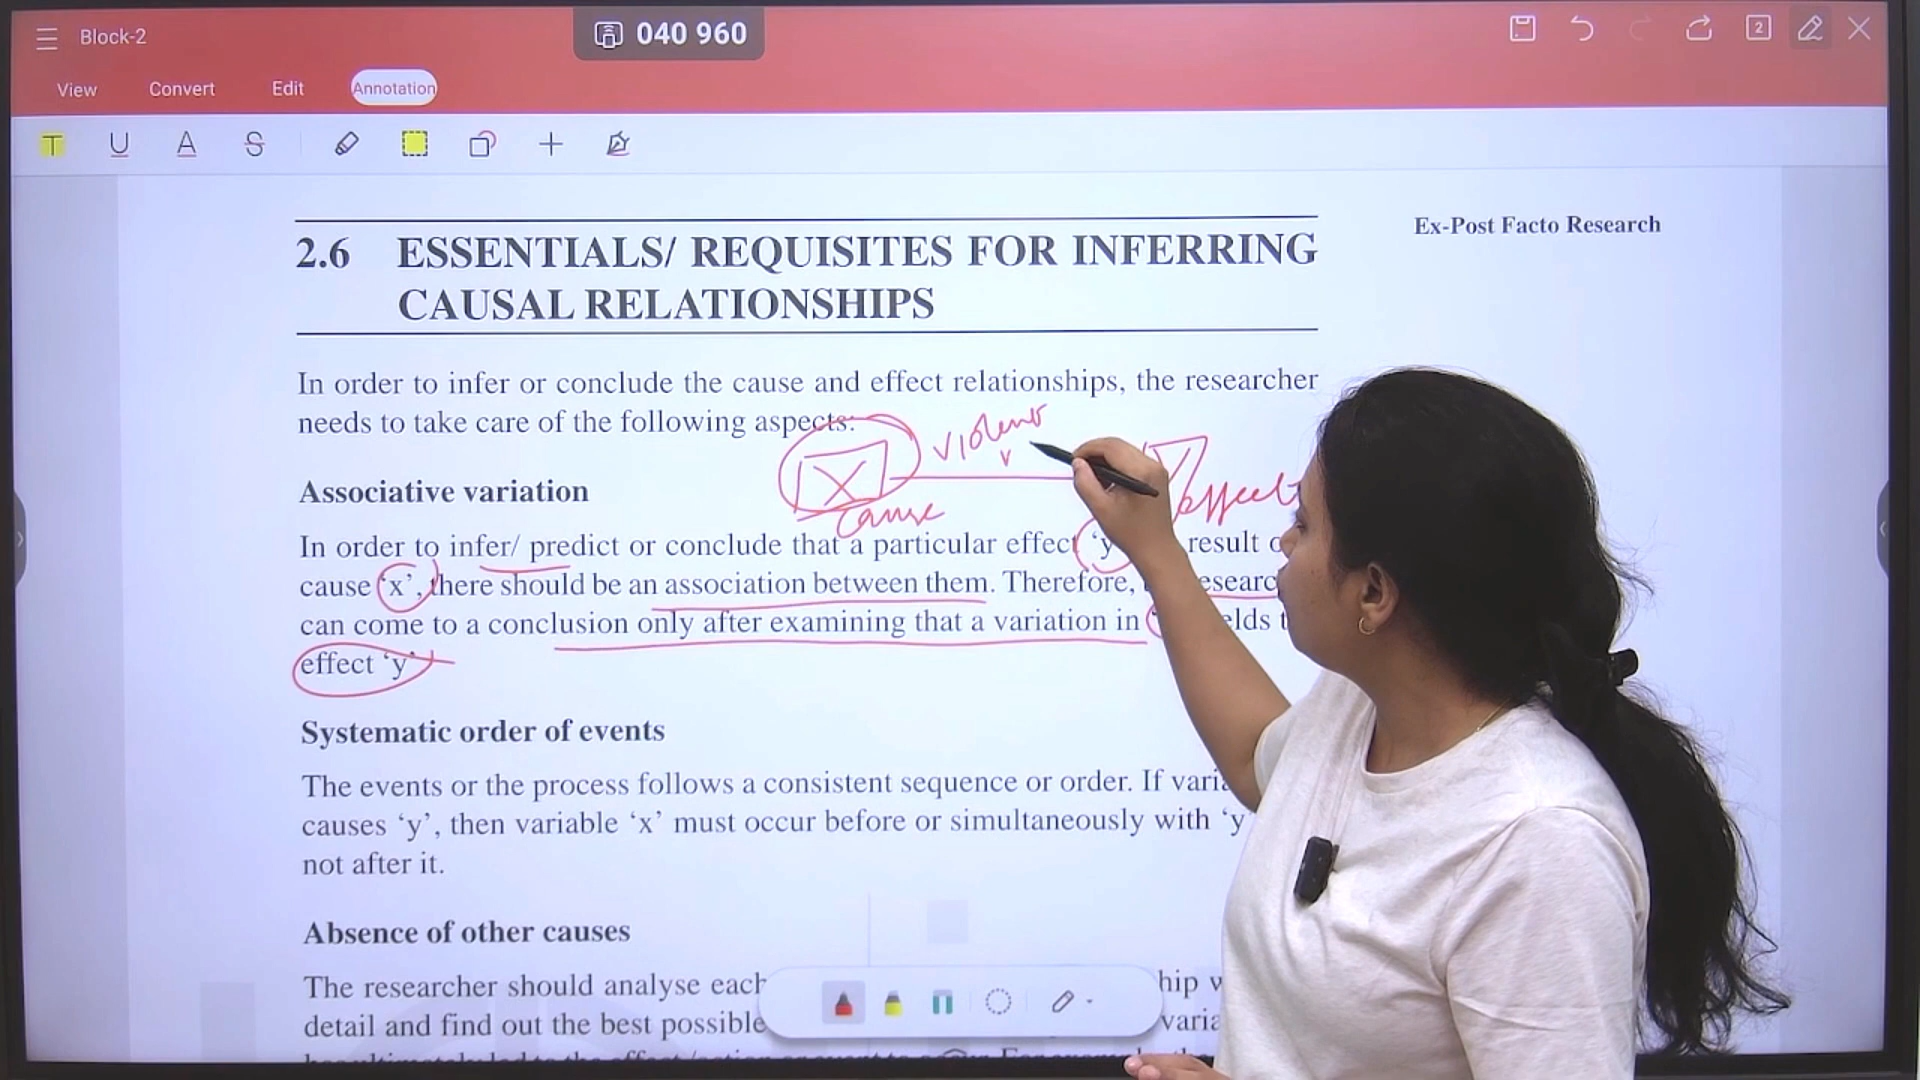 Block-2
040 960
2
View Convert Edit Annotation
T U A S
Ex-Post Facto Research
2.6 ESSENTIALS/ REQUISITES FOR INFERRING
CAUSAL RELATIONSHIPS
In order to infer or conclude the cause and effect relationships, the researcher
needs to take care of the following aspects:
X
cause
effect
Associative variation
In order to infer/ predict or conclude that a particular effect ‘y result
cause ‘x’, there should be an association between them. Therefore,
can come to a conclusion only after examining that a variation in
effect ‘y’
Systematic order of events
The events or the process follows a consistent sequence or order. If
causes ‘y’, then variable ‘x’ must occur before or simultaneously with ‘y
not after it.
Absence of other causes
The researcher should analyse each
detail and find out the best possible